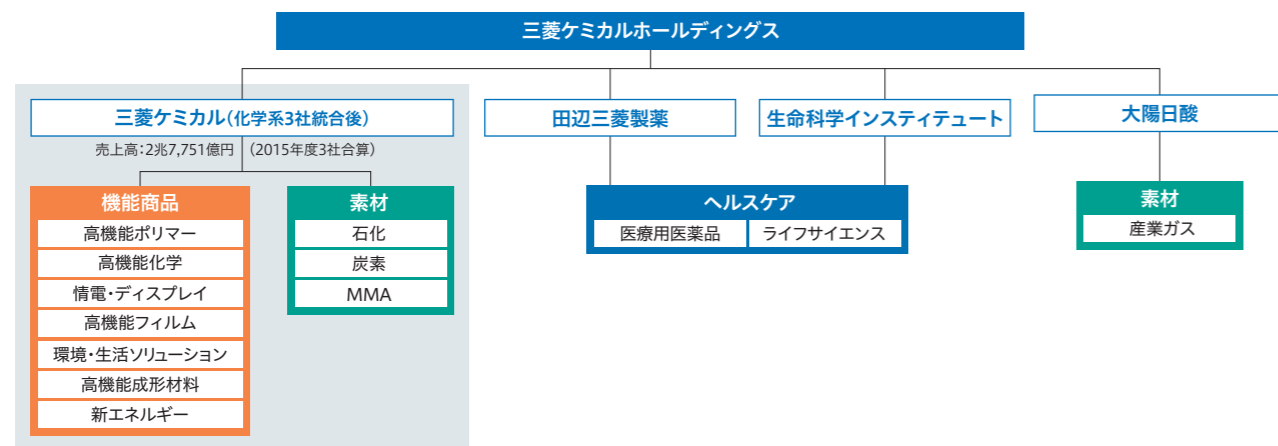 三菱ケミカルホールディングス
三菱ケミカル(化学系3社統合後)
売上高:2兆7,751億円 (2015年度3社合算)
機能商品
高機能ポリマー
高機能化学
情電・ディスプレイ
高機能フィルム
環境・生活ソリューション
高機能成形材料
新エネルギー
素材
石化
炭素
MMA
田辺三菱製薬
生命科学インスティテュート
ヘルスケア
医療用医薬品
ライフサイエンス
大陽日酸
素材
産業ガス